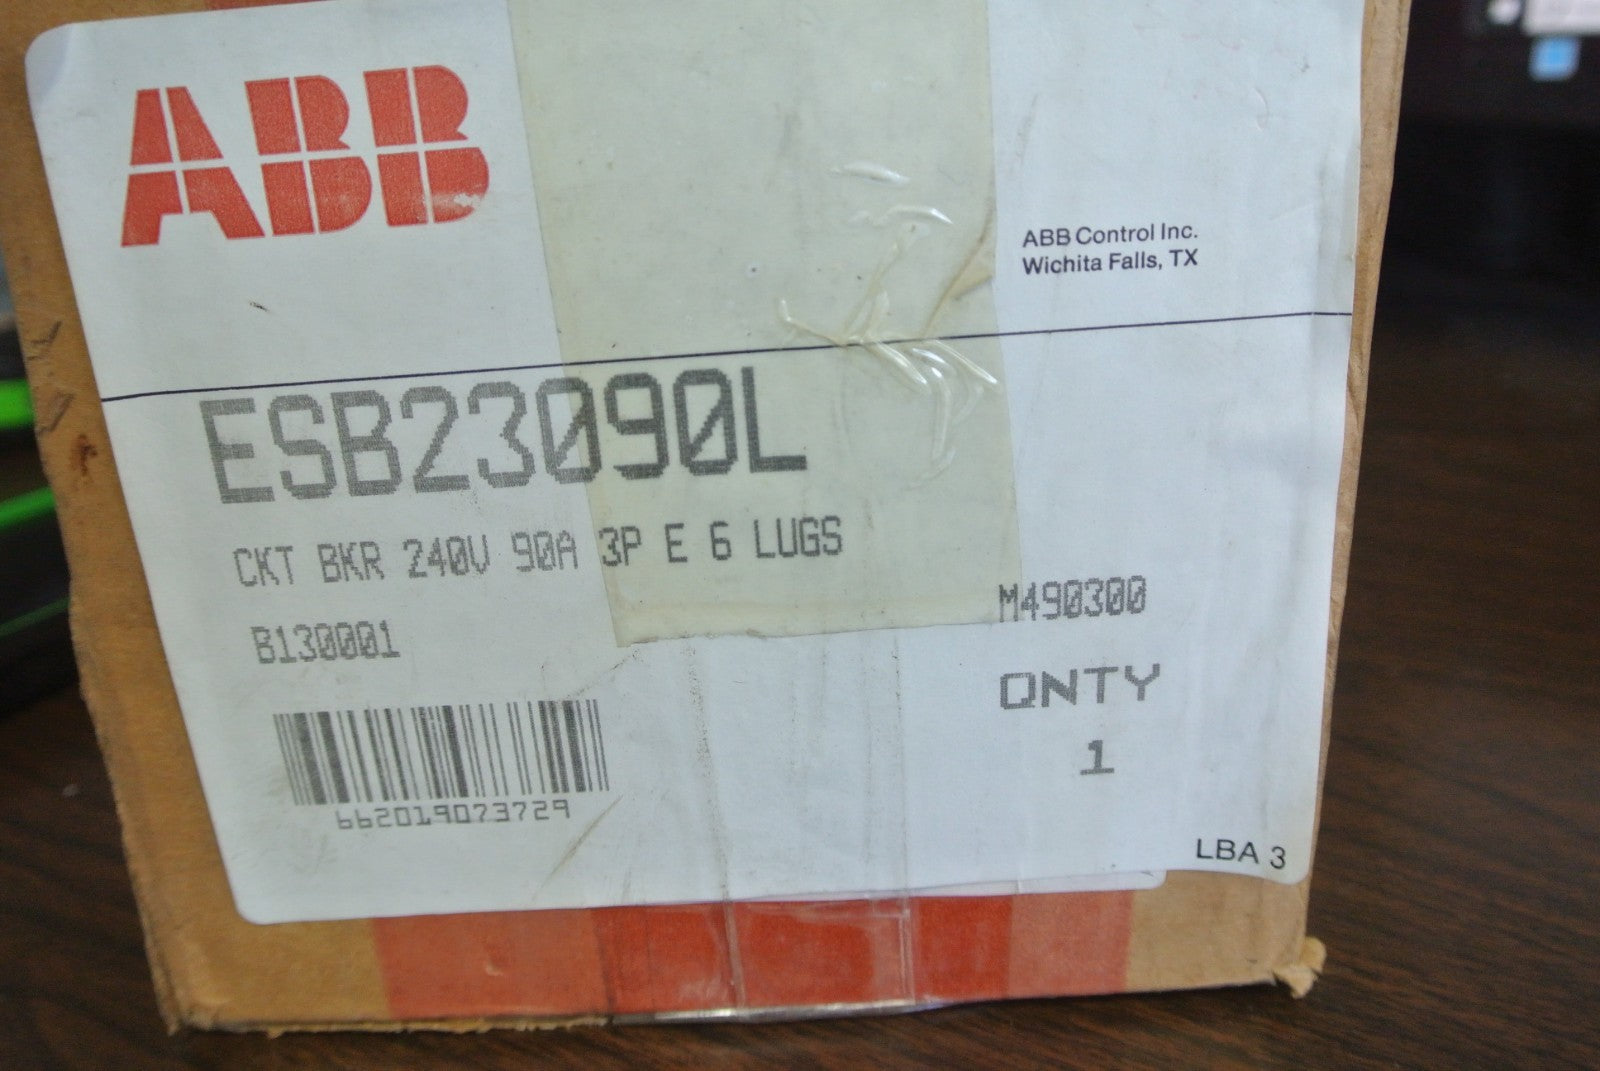 ABB
ABB Control Inc.
Wichita Falls, TX
ESB23090L
CKT BKR 240V 90A 3P E 6 LUGS
B130001
M490300
QNTY
1
662019073729
LBA 3